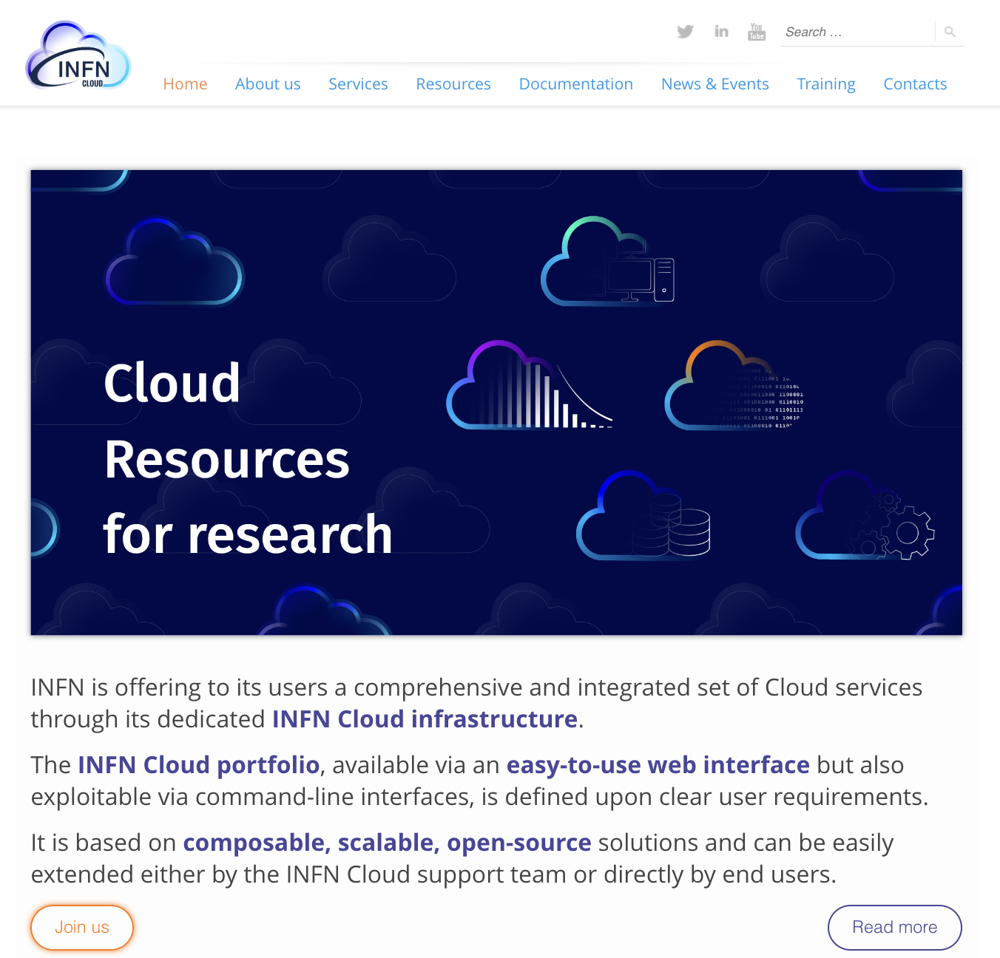 INFN
CLOUD
You
Tube
Search ...
Home About us Services Resources Documentation News & Events Training Contacts
Cloud
Resources
for research
INFN is offering to its users a comprehensive and integrated set of Cloud services
through its dedicated INFN Cloud infrastructure.
The INFN Cloud portfolio, available via an easy-to-use web interface but also
exploitable via command-line interfaces, is defined upon clear user requirements.
It is based on composable, scalable, open-source solutions and can be easily
extended either by the INFN Cloud support team or directly by end users.
Join us
Read more